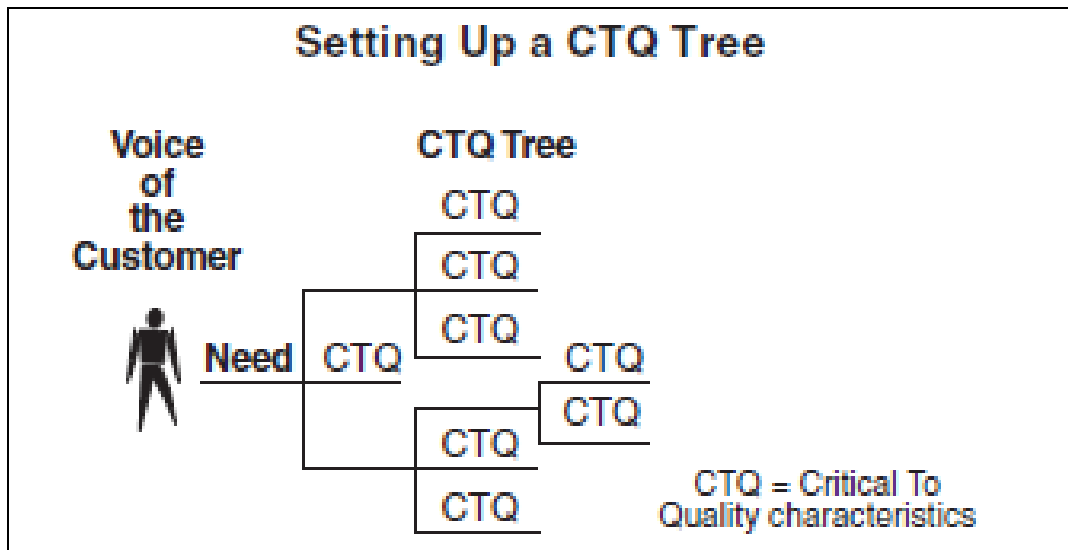 Setting Up a CTQ Tree
Voice
of
the
Customer
CTQ Tree
CTQ
CTQ
CTQ
Need
CTQ
CTQ
CTQ
CTQ
CTQ
CTQ = Critical To
Quality characteristics